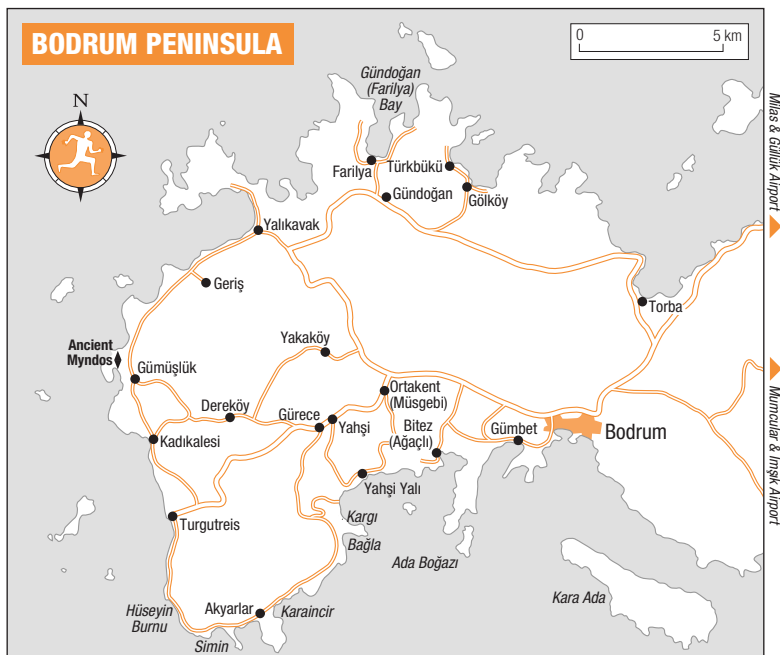 BODRUM PENINSULA
0 5 km
N
Gündoğan
(Farilya)
Bay
Milas & Güllük Airport
Farilya
Türkbükü
Gündoğan
Gölköy
Yalıkavak
Geriş
Torba
Ancient
Myndos
Yakaköy
Gümüşlük
Ortakent
(Müsgebi)
Dereköy
Gürece
Yahşi
Bitez
(Ağaçlı)
Gümbet
Bodrum
Mumcular & Imşik Airport
Kadıkalesi
Yahşi Yalı
Turgutreis
Kargı
Bağla
Ada Boğazı
Hüseyin
Burnu
Akyarlar
Karaincir
Kara Ada
Simin